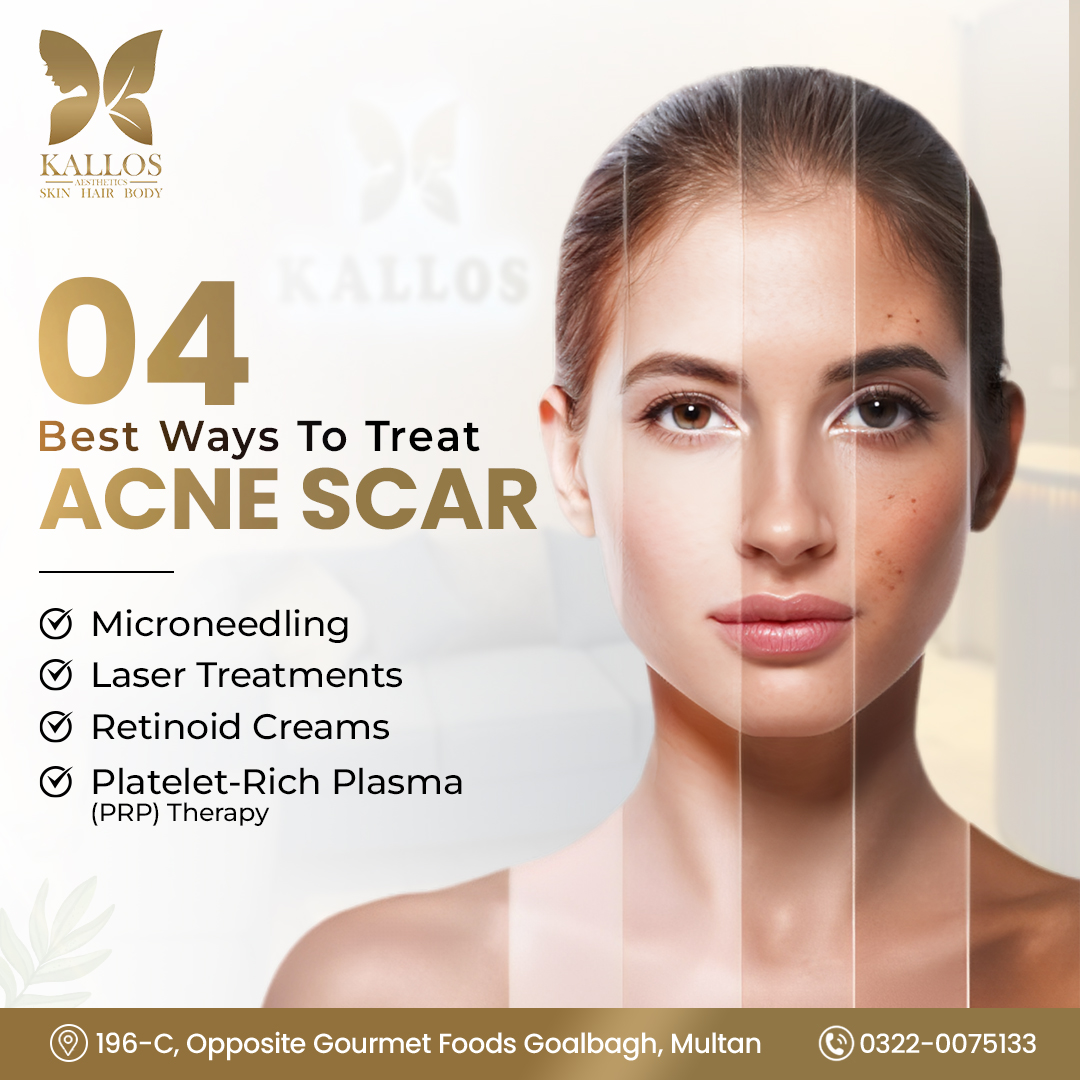 KALLOS
AESTHETICS
SKIN HAIR BODY
KALLOS
04
Best Ways To Treat
ACNE SCAR
Microneedling
Laser Treatments
Retinoid Creams
Platelet-Rich Plasma
(PRP) Therapy
196-C, Opposite Gourmet Foods Goalbagh, Multan
0322-0075133